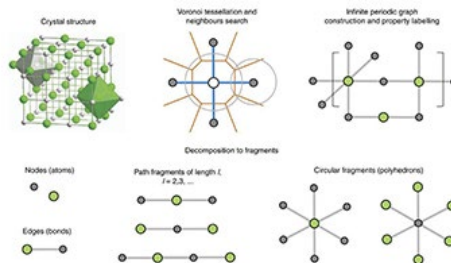 Crystal structure
Voronoi tessellation and
neighbours search
Infinite periodic graph
construction and property labelling
Decomposition to fragments
Nodes (atoms)
Path fragments of length l,
l = 2,3, ...
Circular fragments (polyhedrons)
Edges (bonds)